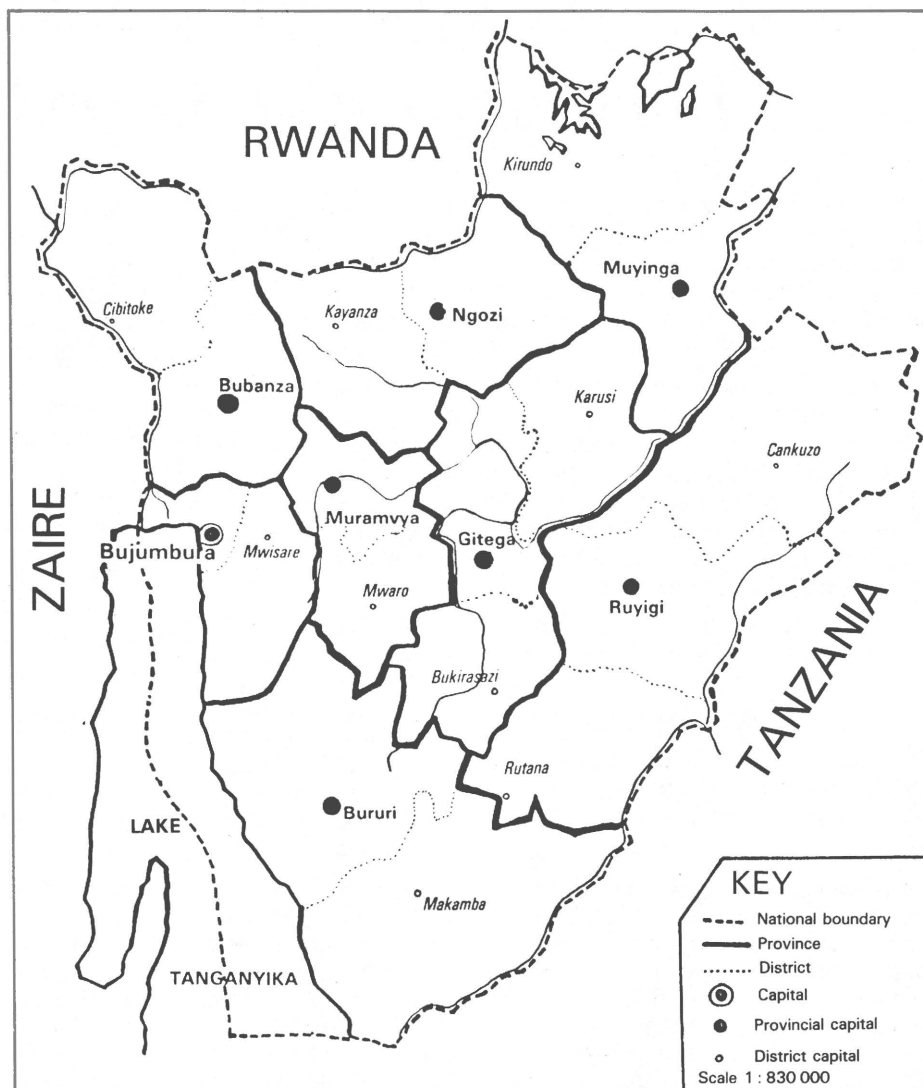 RWANDA
Kirundo
Muyinga
Cibitoke
Kayanza
Ngozi
Bubanza
Karusi
Cankuzo
ZAIRE
Muramvya
Bujumbura
Mwisare
Gitega
Mwaro
Ruyigi
TANZANIA
Bukirasazi
Rutana
Bururi
LAKE
Makamba
TANGANYIKA
KEY
National boundary
Province
District
Capital
Provincial capital
District capital
Scale 1 : 830 000